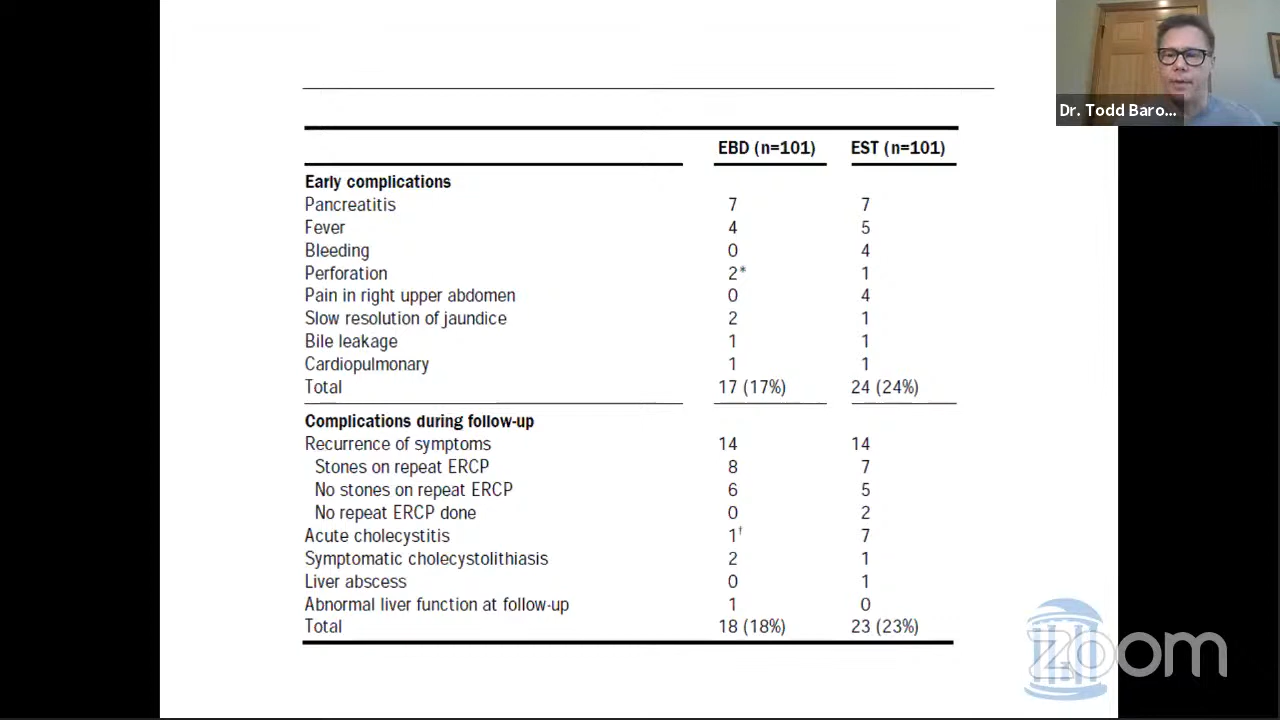 Dr. Todd Baro...
EBD (n=101) EST (n=101)
Early complications
Pancreatitis 7 7
Fever 4 5
Bleeding 0 4
Perforation 2* 1
Pain in right upper abdomen 0 4
Slow resolution of jaundice 2 1
Bile leakage 1 1
Cardiopulmonary 1 1
Total 17 (17%) 24 (24%)
Complications during follow-up
Recurrence of symptoms 14 14
Stones on repeat ERCP 8 7
No stones on repeat ERCP 6 5
No repeat ERCP done 0 2
Acute cholecystitis 1† 7
Symptomatic cholecystolithiasis 2 1
Liver abscess 0 1
Abnormal liver function at follow-up 1 0
Total 18 (18%) 23 (23%)
zoom